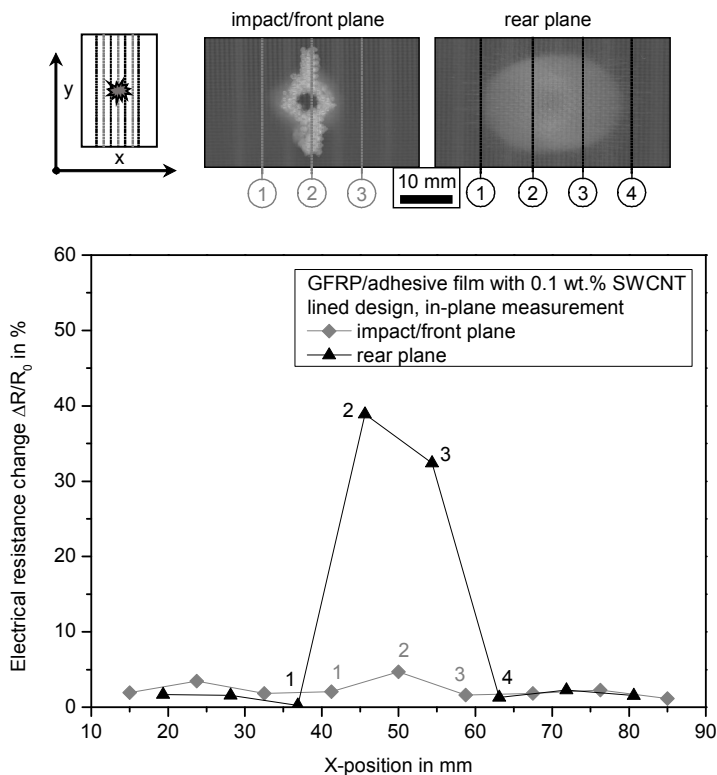 impact/front plane
rear plane
y
x
1
2
3
10 mm
1
2
3
4
Electrical resistance change ΔR/R0 in %
60
50
40
30
20
10
0
GFRP/adhesive film with 0.1 wt.% SWCNT
lined design, in-plane measurement
impact/front plane
rear plane
2
3
1
1
2
3
4
10
20
30
40
50
60
70
80
90
X-position in mm